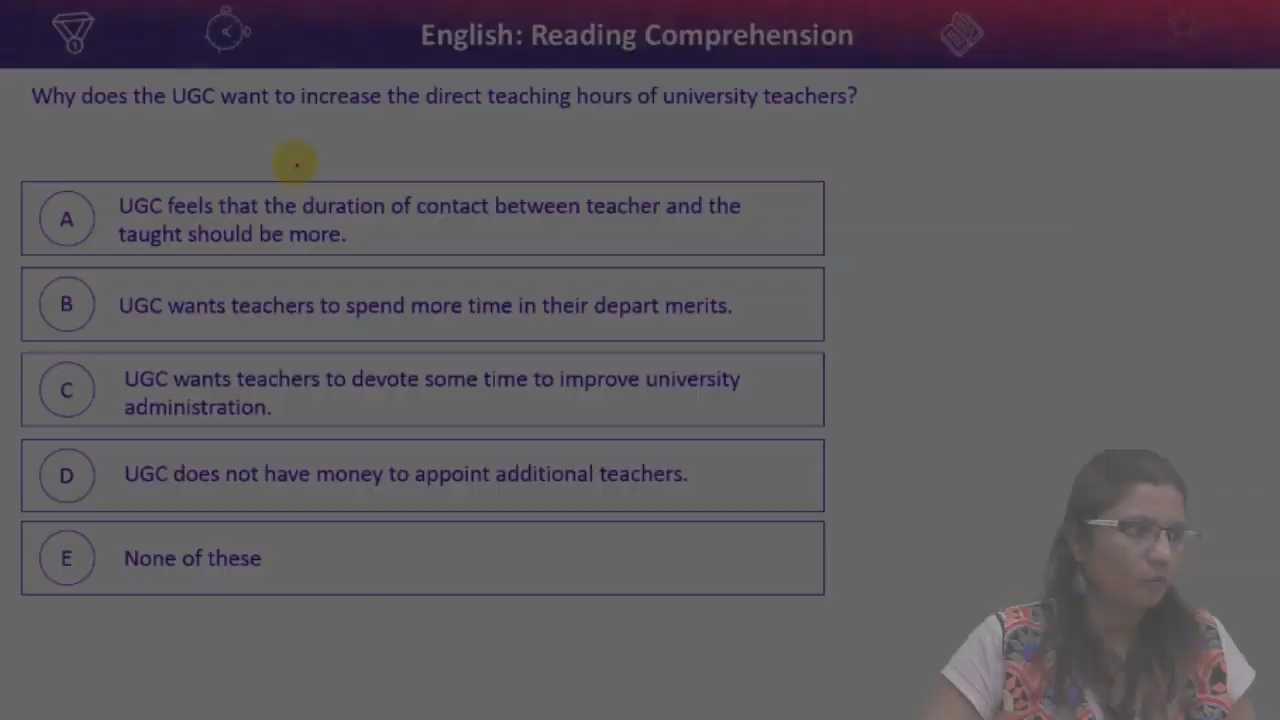 English: Reading Comprehension
Why does the UGC want to increase the direct teaching hours of university teachers?
A
UGC feels that the duration of contact between teacher and the
taught should be more.
B
UGC wants teachers to spend more time in their depart merits.
C
UGC wants teachers to devote some time to improve university
administration.
D
UGC does not have money to appoint additional teachers.
E
None of these